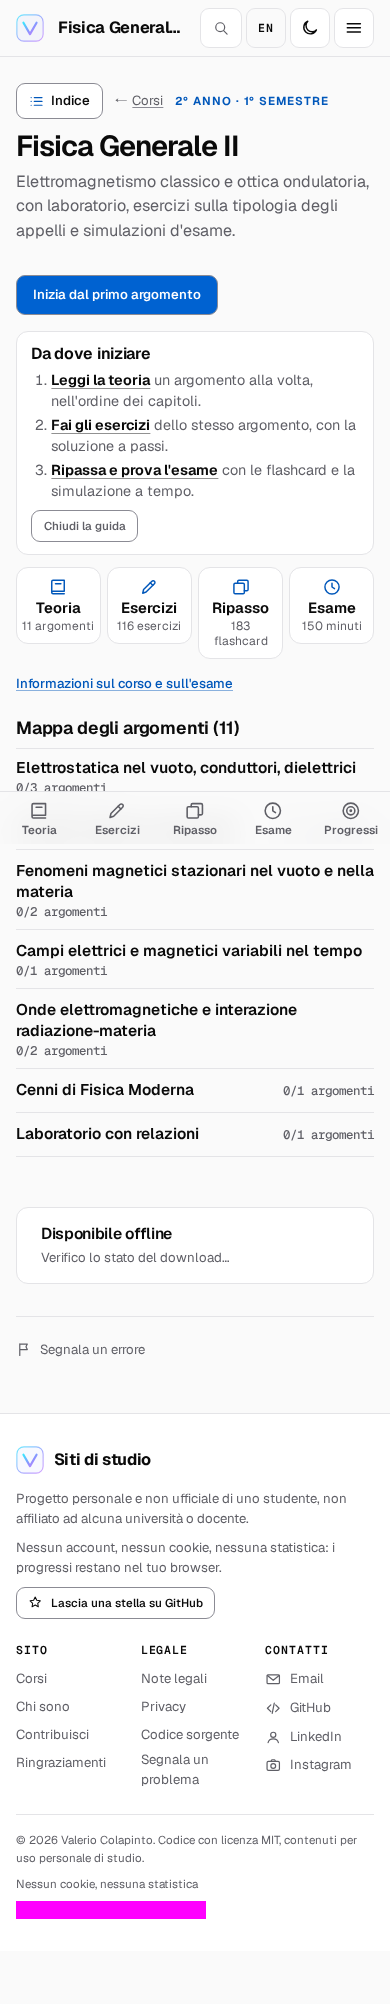 Fisica General...
EN
Indice
← Corsi
2° ANNO · 1° SEMESTRE
Fisica Generale II
Elettromagnetismo classico e ottica ondulatoria,
con laboratorio, esercizi sulla tipologia degli
appelli e simulazioni d'esame.
Inizia dal primo argomento
Da dove iniziare
1. Leggi la teoria un argomento alla volta,
nell'ordine dei capitoli.
2. Fai gli esercizi dello stesso argomento, con la
soluzione a passi.
3. Ripassa e prova l'esame con le flashcard e la
simulazione a tempo.
Chiudi la guida
Teoria
11 argomenti
Esercizi
116 esercizi
Ripasso
183
flashcard
Esame
150 minuti
Informazioni sul corso e sull'esame
Mappa degli argomenti (11)
Elettrostatica nel vuoto, conduttori, dielettrici
0/3 argomenti
Teoria
Esercizi
Ripasso
Esame
Progressi
Fenomeni magnetici stazionari nel vuoto e nella
materia
0/2 argomenti
Campi elettrici e magnetici variabili nel tempo
0/1 argomenti
Onde elettromagnetiche e interazione
radiazione-materia
0/2 argomenti
Cenni di Fisica Moderna
0/1 argomenti
Laboratorio con relazioni
0/1 argomenti
Disponibile offline
Verifico lo stato del download…
Segnala un errore
Siti di studio
Progetto personale e non ufficiale di uno studente, non
affiliato ad alcuna università o docente.
Nessun account, nessun cookie, nessuna statistica: i
progressi restano nel tuo browser.
Lascia una stella su GitHub
SITO
Corsi
Chi sono
Contribuisci
Ringraziamenti
LEGALE
Note legali
Privacy
Codice sorgente
Segnala un
problema
CONTATTI
Email
GitHub
LinkedIn
Instagram
© 2026 Valerio Colapinto. Codice con licenza MIT, contenuti per
uso personale di studio.
Nessun cookie, nessuna statistica